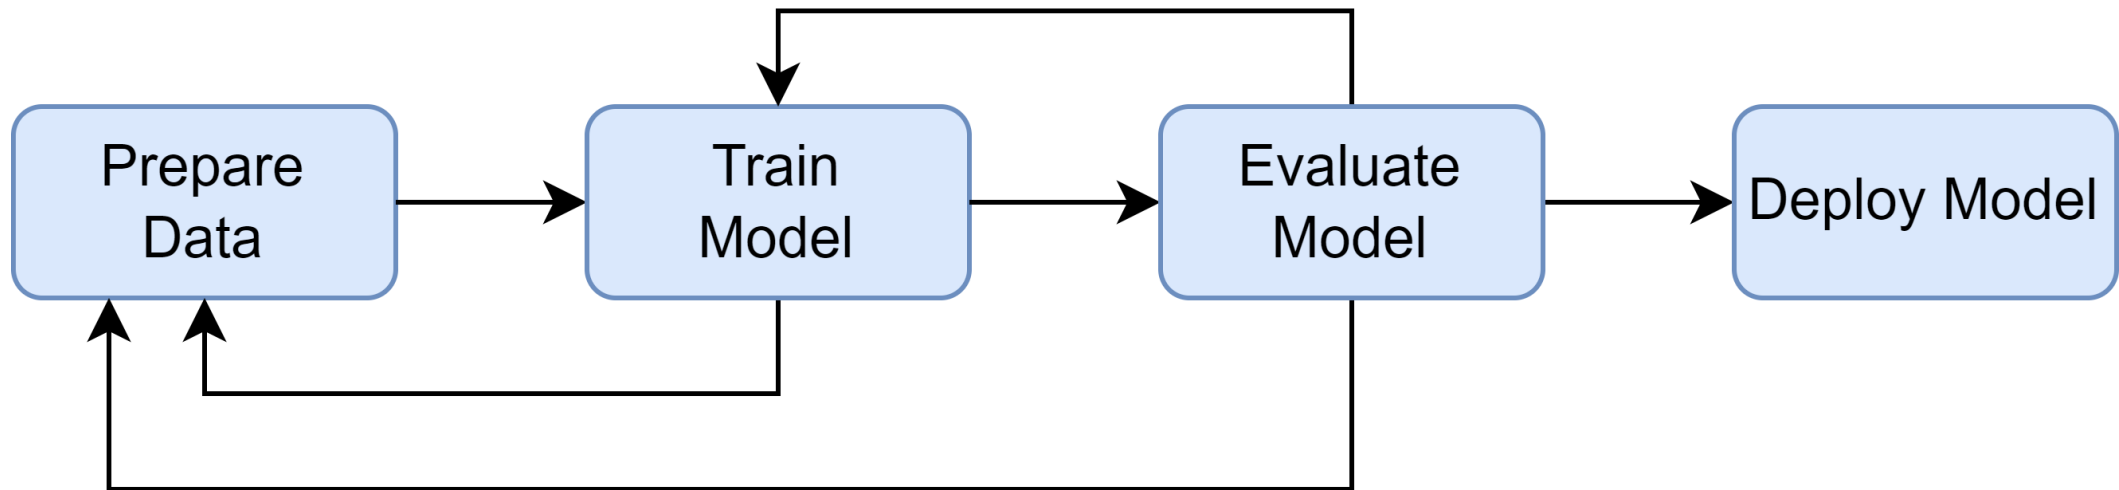 Prepare
Data
Train
Model
Evaluate
Model
Deploy Model